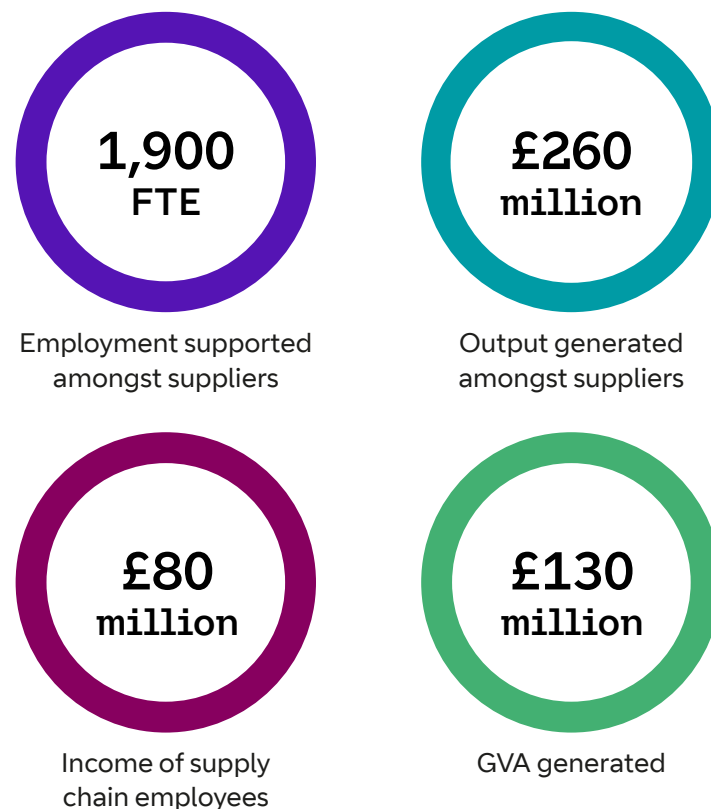 1,900
FTE
Employment supported
amongst suppliers
£260
million
Output generated
amongst suppliers
£80
million
Income of supply
chain employees
£130
million
GVA generated